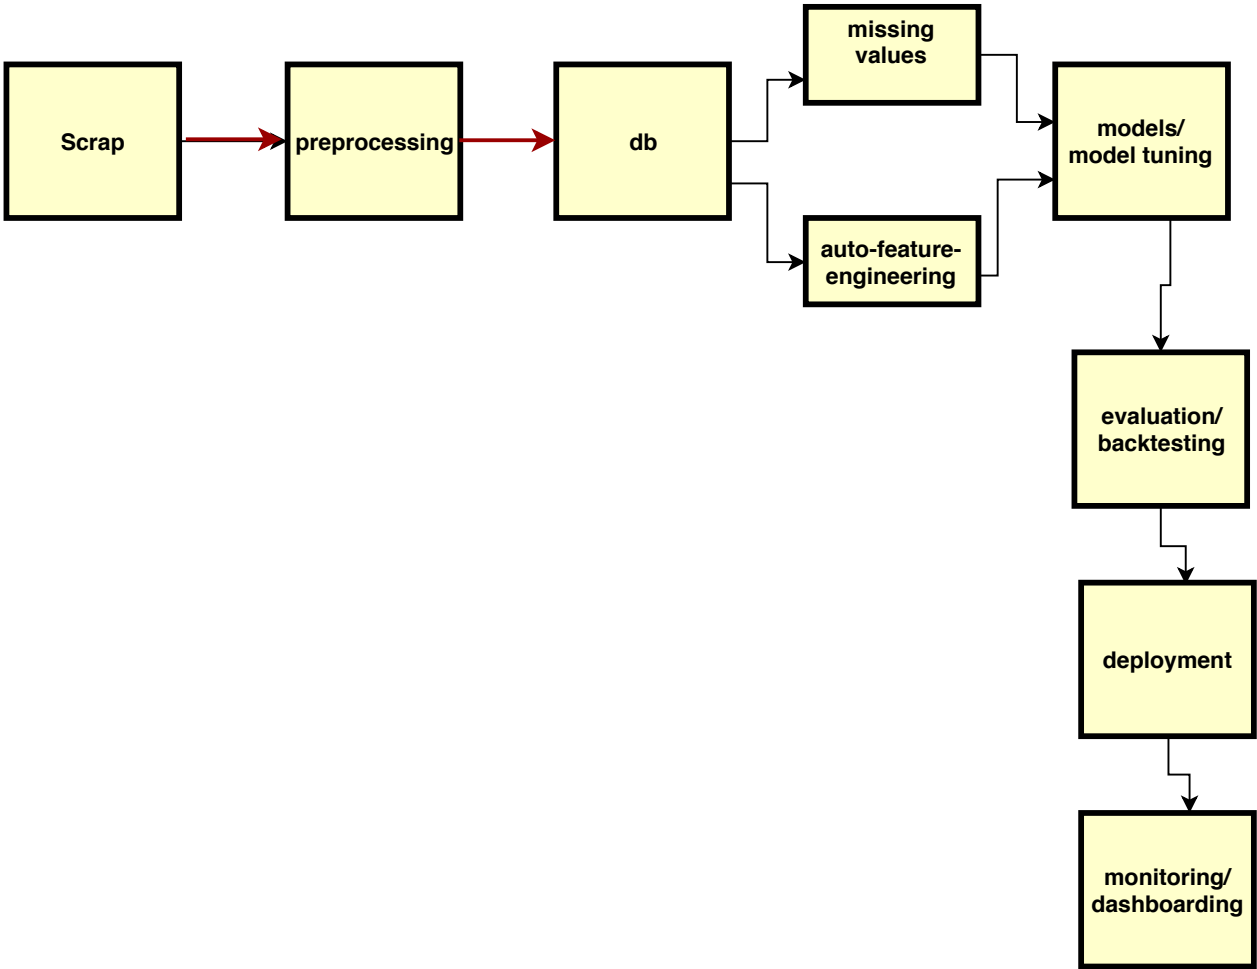 Scrap
preprocessing
db
missing
values
auto-feature-
engineering
models/
model tuning
evaluation/
backtesting
deployment
monitoring/
dashboarding